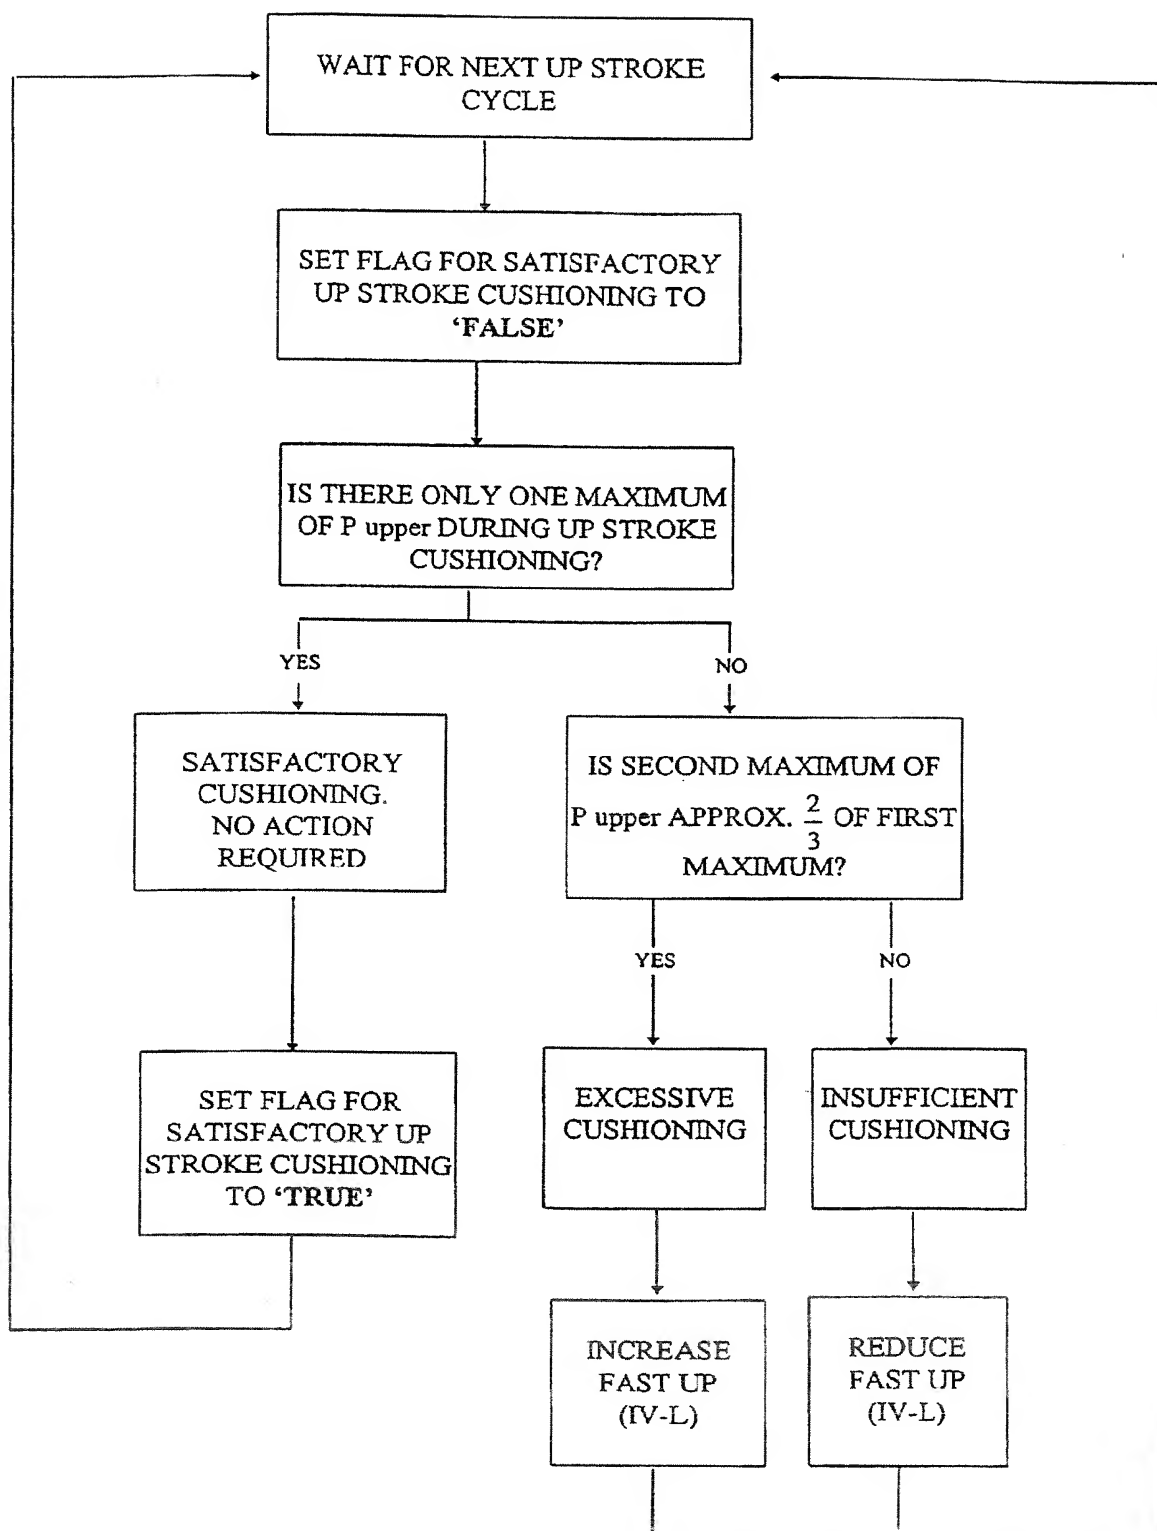 WAIT FOR NEXT UP STROKE
CYCLE
SET FLAG FOR SATISFACTORY
UP STROKE CUSHIONING TO
‘FALSE’
IS THERE ONLY ONE MAXIMUM
OF P upper DURING UP STROKE
CUSHIONING?
YES
NO
SATISFACTORY
CUSHIONING.
NO ACTION
REQUIRED
IS SECOND MAXIMUM OF
P upper APPROX. 2/3 OF FIRST
MAXIMUM?
YES
NO
SET FLAG FOR
SATISFACTORY UP
STROKE CUSHIONING
TO ‘TRUE’
EXCESSIVE
CUSHIONING
INSUFFICIENT
CUSHIONING
INCREASE
FAST UP
(IV-L)
REDUCE
FAST UP
(IV-L)